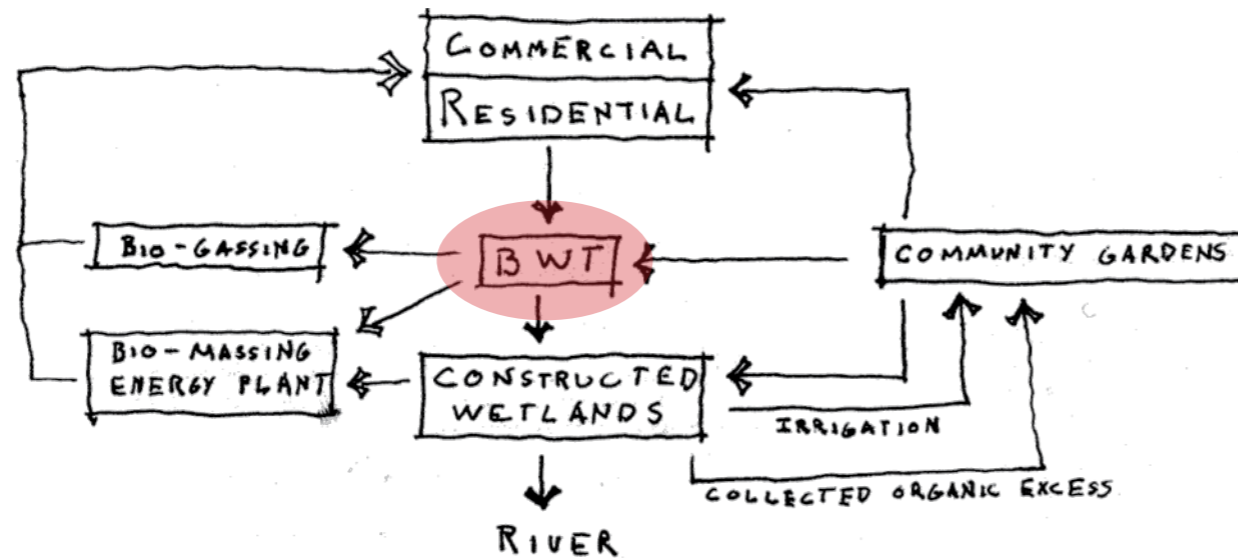 COMMERCIAL
RESIDENTIAL
BIO-GASSING
BWT
COMMUNITY GARDENS
BIO-MASSING
ENERGY PLANT
CONSTRUCTED
WETLANDS
IRRIGATION
COLLECTED ORGANIC EXCESS
RIVER